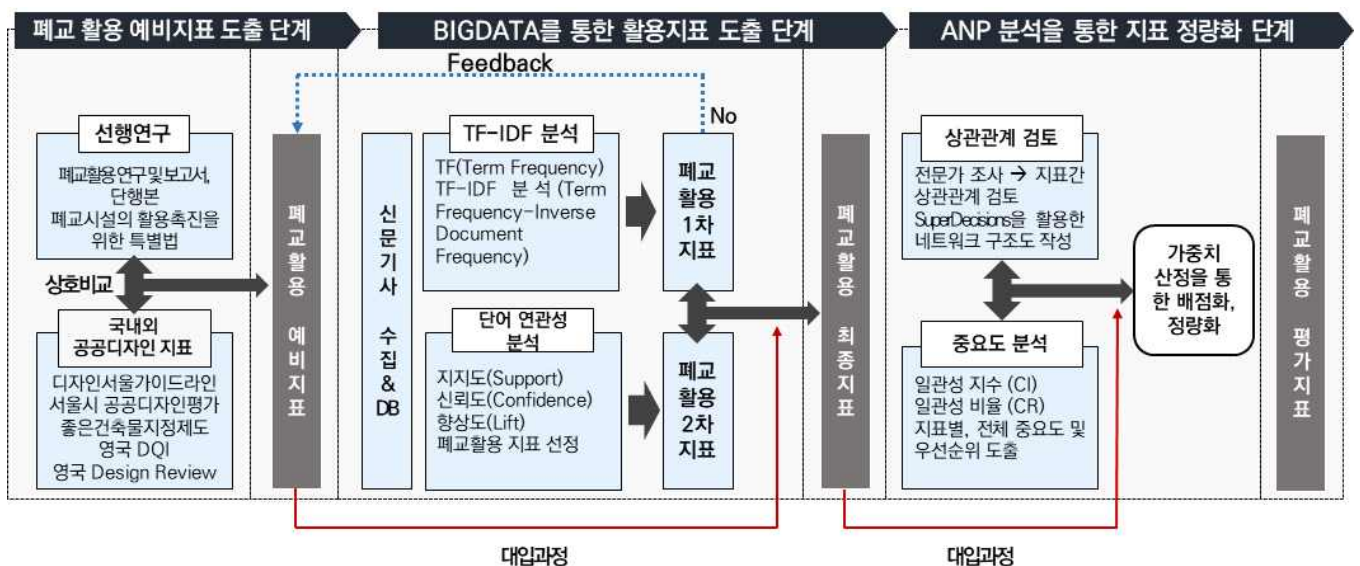 폐교 활용 예비지표 도출 단계
BIGDATA를 통한 활용지표 도출 단계
ANP 분석을 통한 지표 정량화 단계
Feedback
No
선행연구
폐교활용연구 및 보고서,
단행본
폐교시설의 활용촉진을
위한 특별법
상호비교
국내외
공공디자인 지표
디자인서울가이드라인
서울시 공공디자인평가
좋은건축물지정제도
영국 DQI
영국 Design Review
폐교활용 예비지표
신문기사 수집 & DB
TF-IDF 분석
TF(Term Frequency)
TF-IDF 분석(Term
Frequency-Inverse
Document
Frequency)
단어 연관성
분석
지지도(Support)
신뢰도(Confidence)
향상도(Lift)
폐교활용 지표 선정
폐교
활용
1차
지표
폐교
활용
2차
지표
폐교활용 최종지표
상관관계 검토
전문가 조사 → 지표간
상관관계 검토
SuperDecisions을 활용한
네트워크 구조도 작성
중요도 분석
일관성 지수 (CI)
일관성 비율 (CR)
지표별, 전체 중요도 및
우선순위 도출
가중치
산정을 통
한 배점화,
정량화
폐교활용 평가지표
대입과정
대입과정